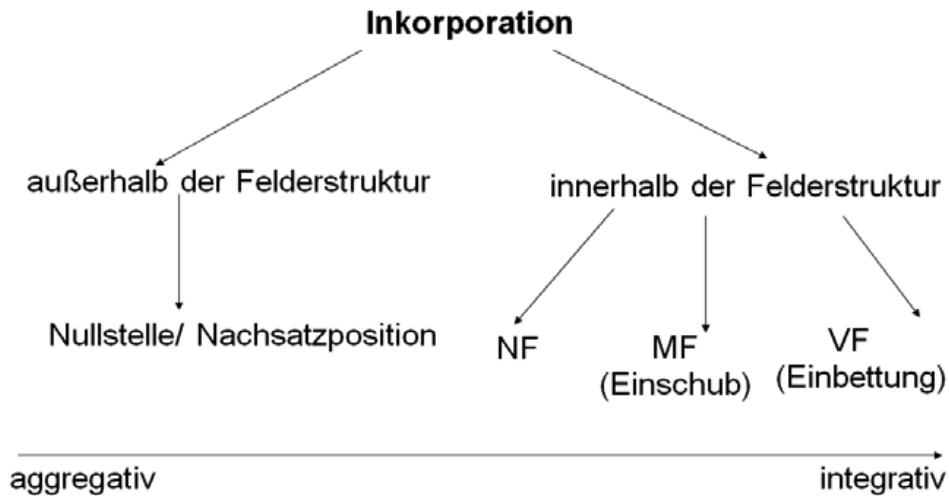 Inkorporation
außerhalb der Felderstruktur
innerhalb der Felderstruktur
Nullstelle/ Nachsatzposition
NF
MF
(Einschub)
VF
(Einbettung)
aggregativ
integrativ